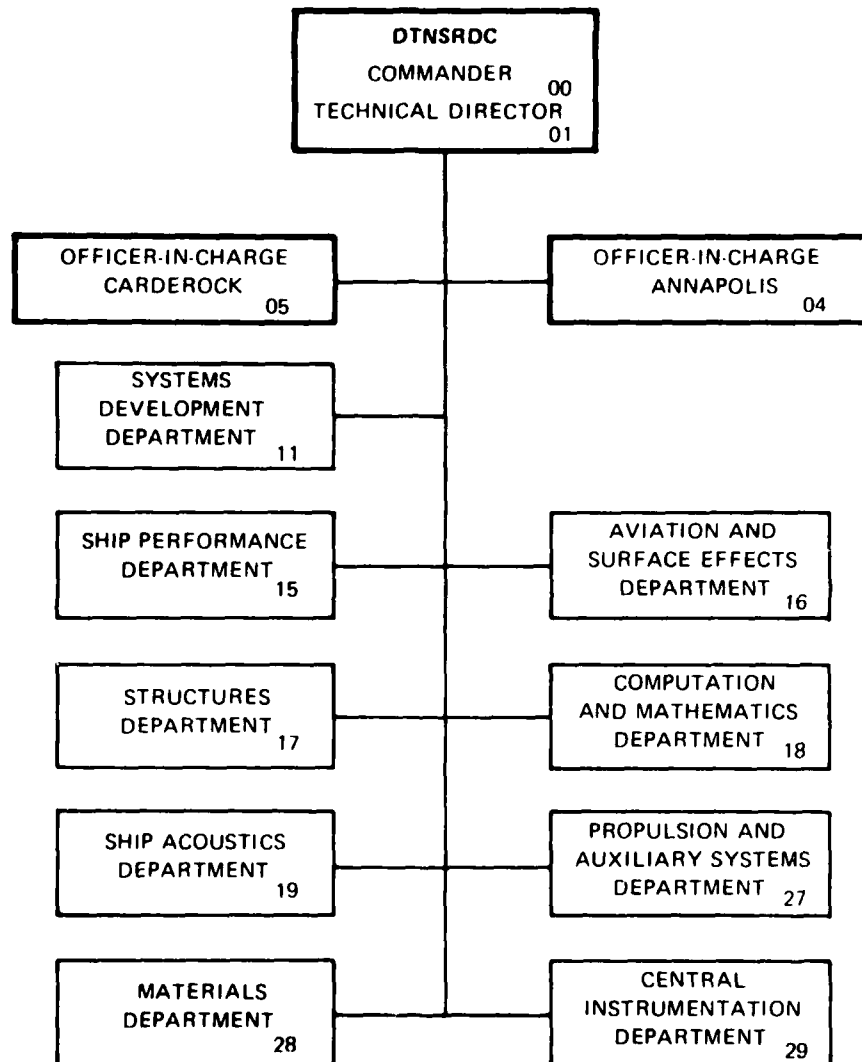 DTNSRDC
COMMANDER
00
TECHNICAL DIRECTOR
01
OFFICER-IN-CHARGE
CARDEROCK
05
OFFICER-IN-CHARGE
ANNAPOLIS
04
SYSTEMS
DEVELOPMENT
DEPARTMENT
11
SHIP PERFORMANCE
DEPARTMENT
15
AVIATION AND
SURFACE EFFECTS
DEPARTMENT
16
STRUCTURES
DEPARTMENT
17
COMPUTATION
AND MATHEMATICS
DEPARTMENT
18
SHIP ACOUSTICS
DEPARTMENT
19
PROPULSION AND
AUXILIARY SYSTEMS
DEPARTMENT
27
MATERIALS
DEPARTMENT
28
CENTRAL
INSTRUMENTATION
DEPARTMENT
29